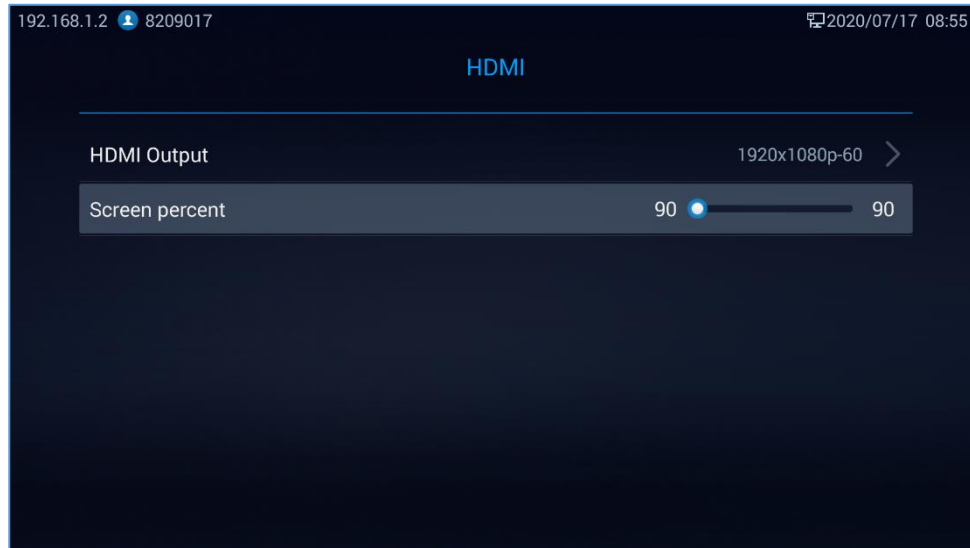 192.168.1.2 8209017 2020/07/17 08:55
HDMI
HDMI Output 1920x1080p-60
Screen percent 90 90